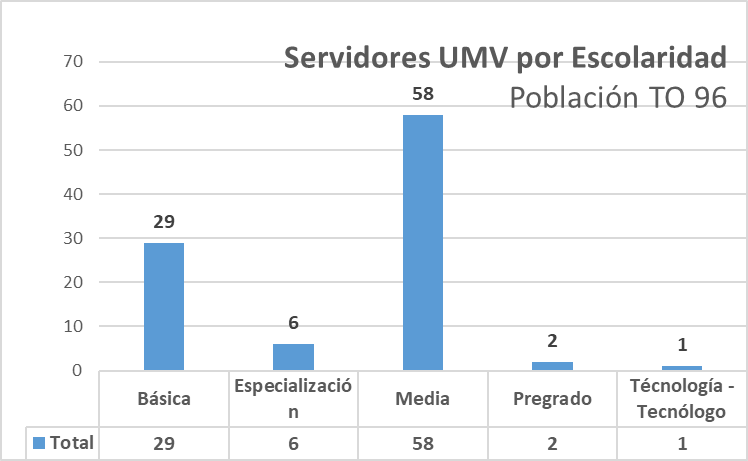 Servidores UMV por Escolaridad
Población TO 96
70
60
50
40
30
20
10
0
29
6
58
2
1
Básica
Especializació
n
Media
Pregrado
Técnología -
Tecnólogo
Total 29 6 58 2 1